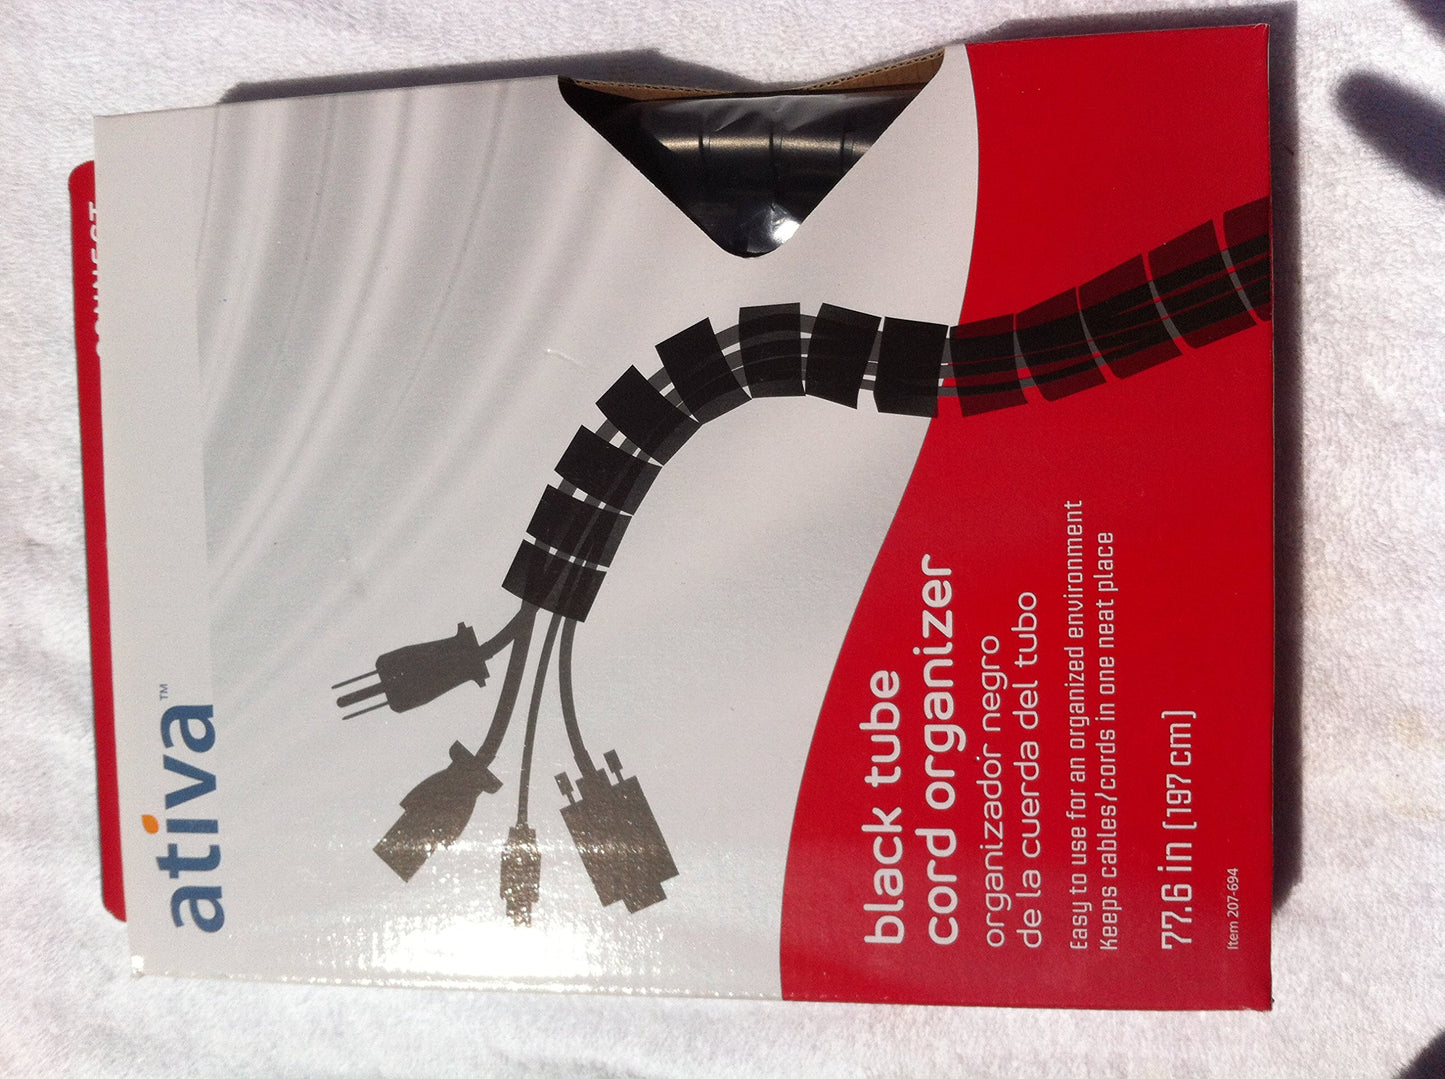 ativa™
black tube
cord organizer
organizador negro
de la cuerda del tubo
Easy to use for an organized environment
Keeps cables/cords in one neat place
77.6 in (197 cm)
Item 207-694